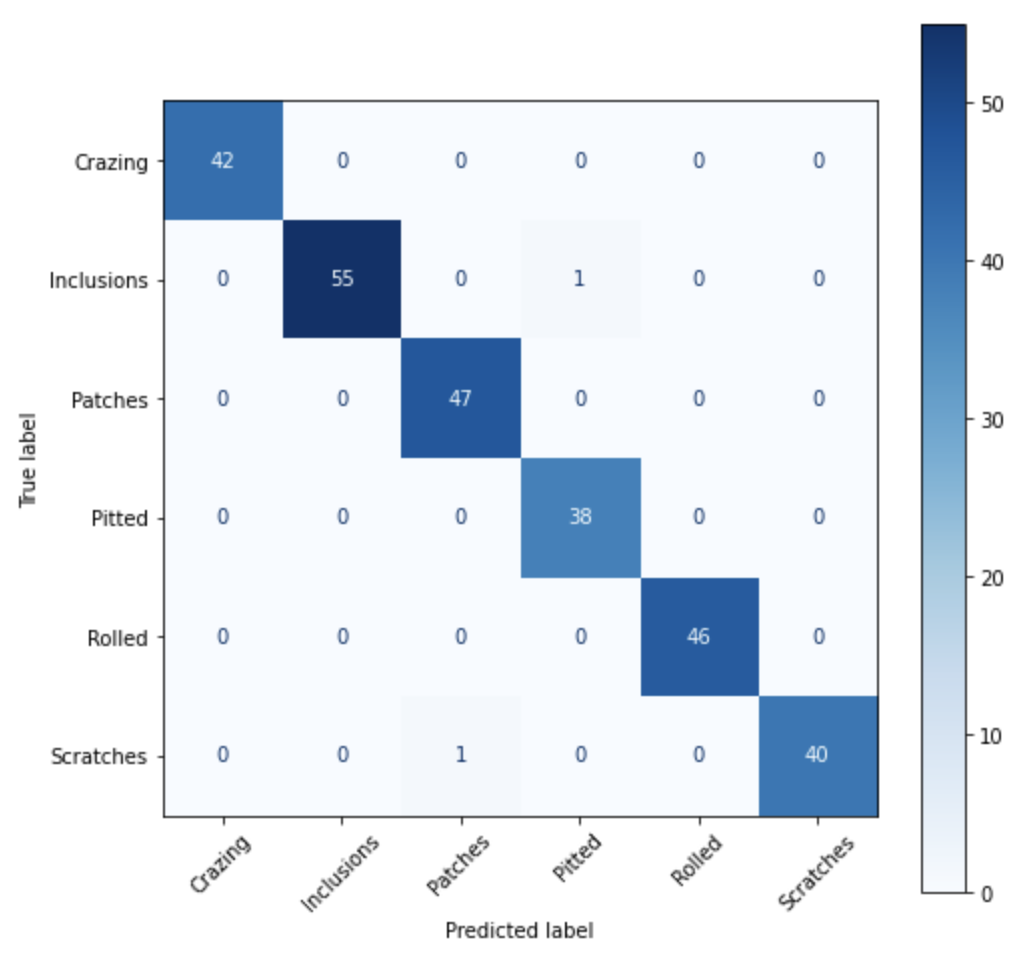 Crazing 42 0 0 0 0 0
Inclusions 0 55 0 1 0 0
Patches 0 0 47 0 0 0
Pitted 0 0 0 38 0 0
Rolled 0 0 0 0 46 0
Scratches 0 0 1 0 0 40
True label
Crazing Inclusions Patches Pitted Rolled Scratches
Predicted label
50
40
30
20
10
0